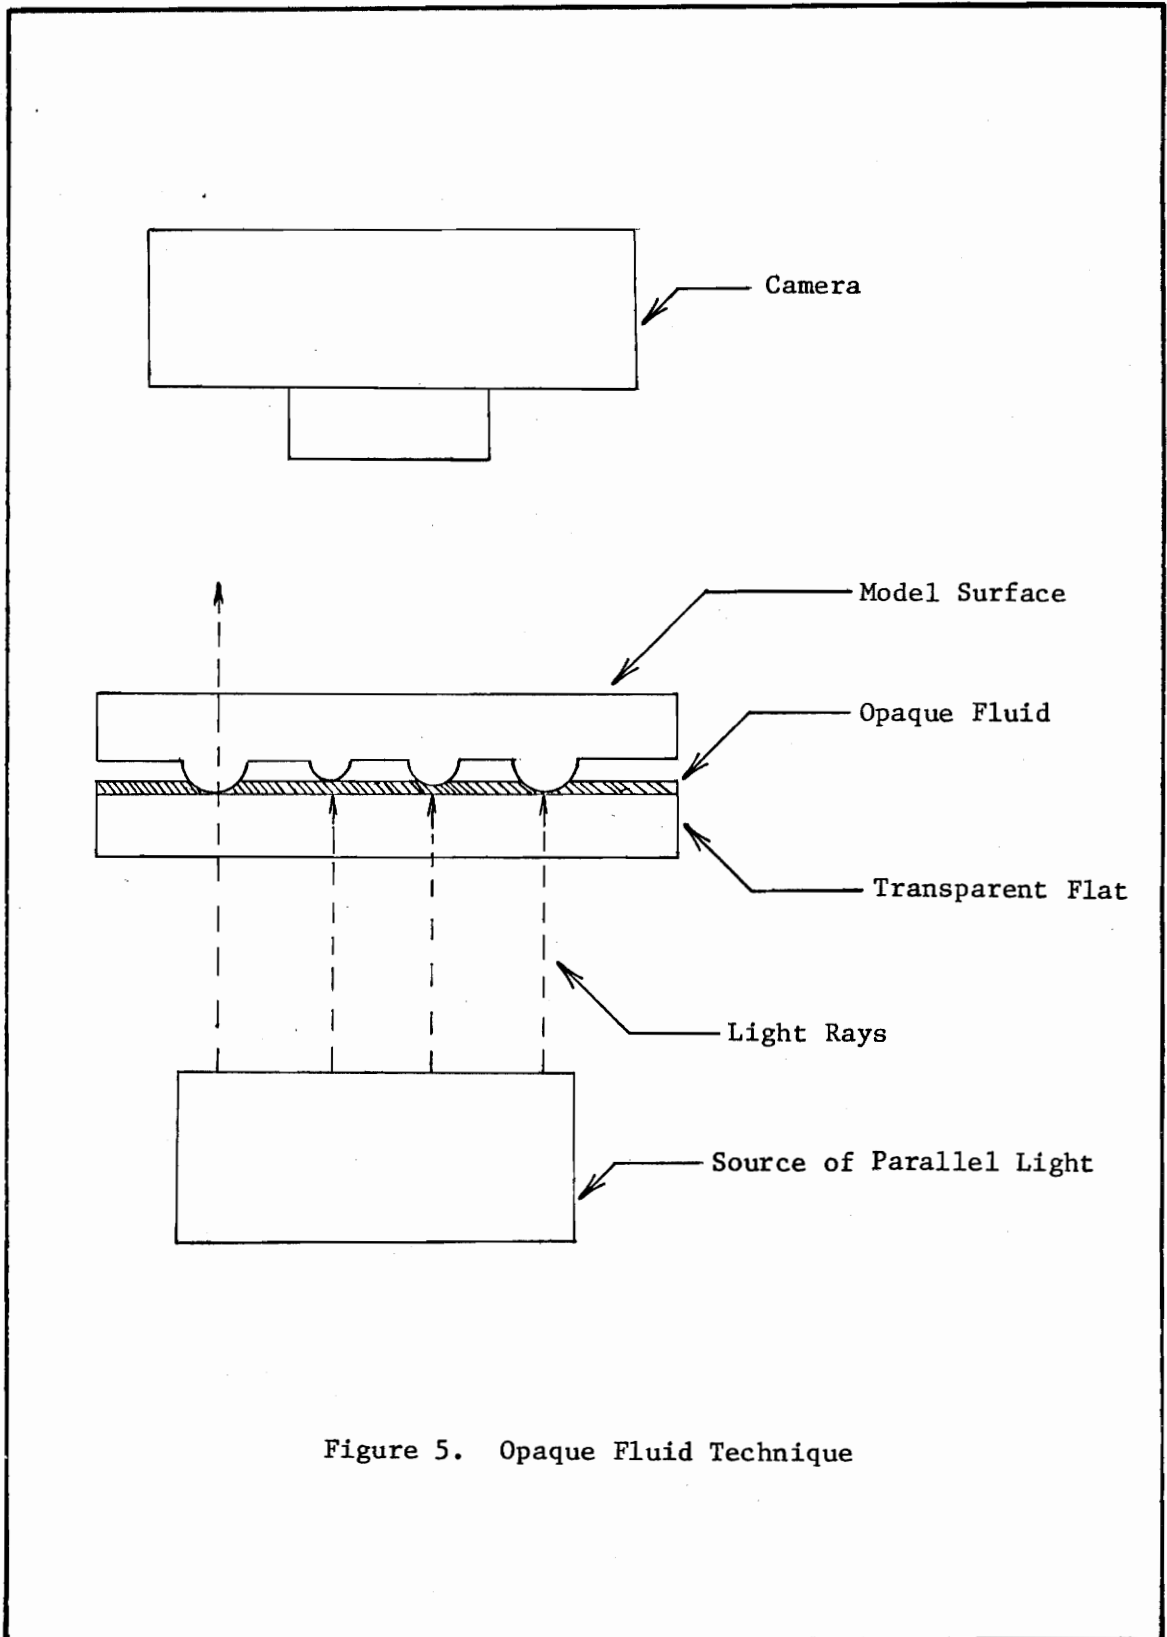 Camera
Model Surface
Opaque Fluid
Transparent Flat
Light Rays
Source of Parallel Light
Figure 5. Opaque Fluid Technique